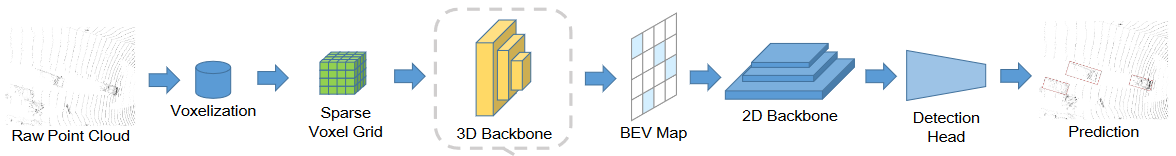 Raw Point Cloud
Voxelization
Sparse
Voxel Grid
3D Backbone
BEV Map
2D Backbone
Detection
Head
Prediction